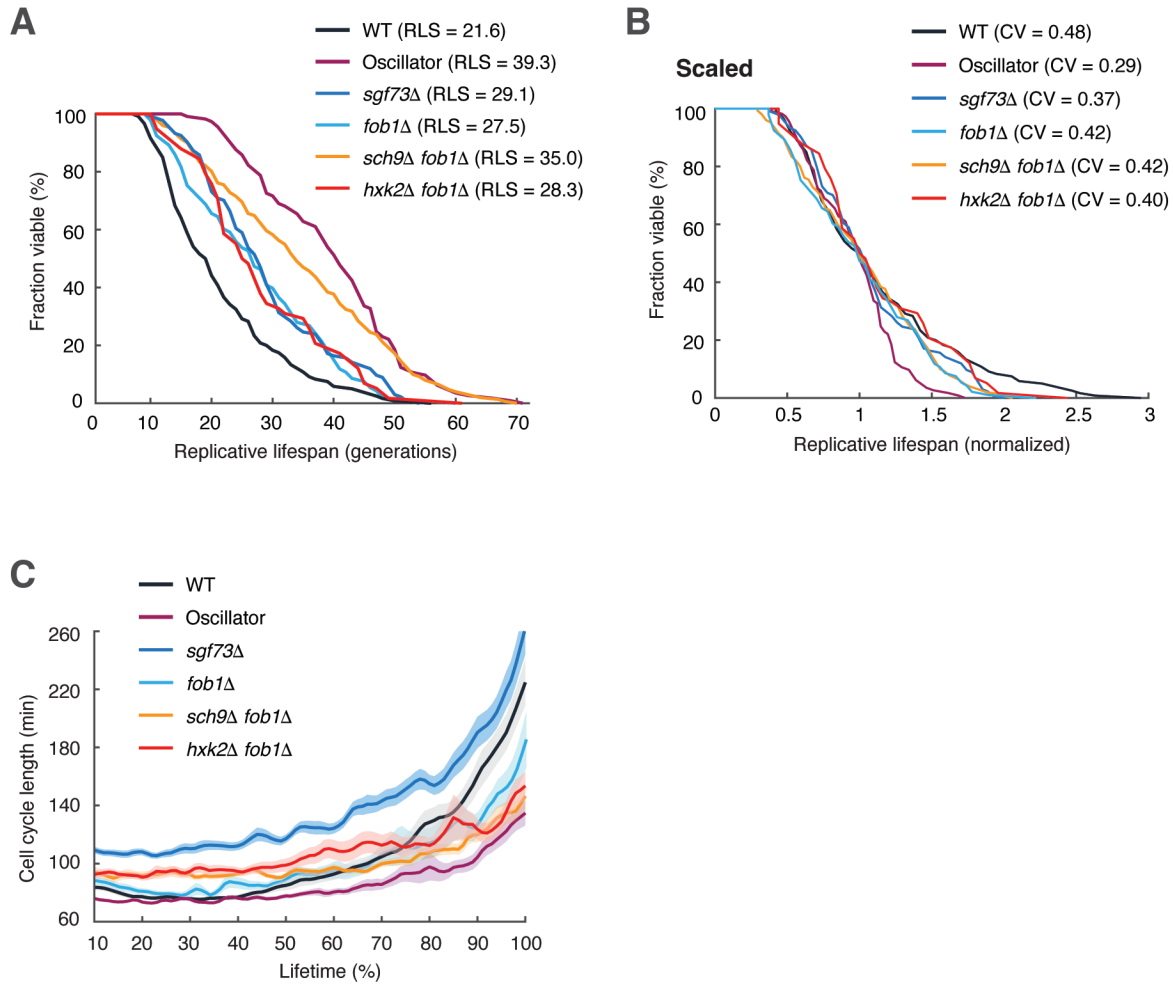 A
WT (RLS = 21.6)
Oscillator (RLS = 39.3)
sgf73Δ (RLS = 29.1)
fob1Δ (RLS = 27.5)
sch9Δ fob1Δ (RLS = 35.0)
hxk2Δ fob1Δ (RLS = 28.3)
100
80
60
40
20
0
Fraction viable (%)
0 10 20 30 40 50 60 70
Replicative lifespan (generations)
B
Scaled
WT (CV = 0.48)
Oscillator (CV = 0.29)
sgf73Δ (CV = 0.37)
fob1Δ (CV = 0.42)
sch9Δ fob1Δ (CV = 0.42)
hxk2Δ fob1Δ (CV = 0.40)
100
80
60
40
20
0
Fraction viable (%)
0 0.5 1 1.5 2 2.5 3
Replicative lifespan (normalized)
C
WT
Oscillator
sgf73Δ
fob1Δ
sch9Δ fob1Δ
hxk2Δ fob1Δ
260
220
180
140
100
60
Cell cycle length (min)
10 20 30 40 50 60 70 80 90 100
Lifetime (%)